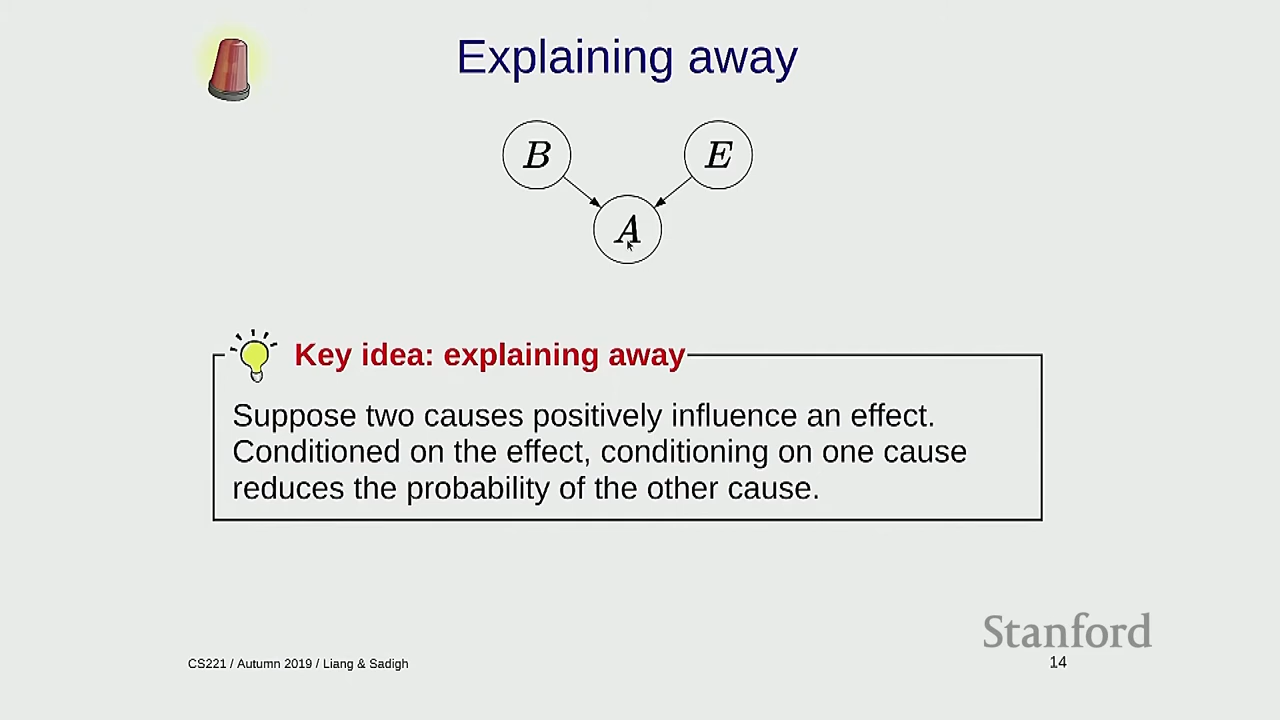 Explaining away
B
E
A
Key idea: explaining away
Suppose two causes positively influence an effect.
Conditioned on the effect, conditioning on one cause
reduces the probability of the other cause.
Stanford
CS221 / Autumn 2019 / Liang & Sadigh
14